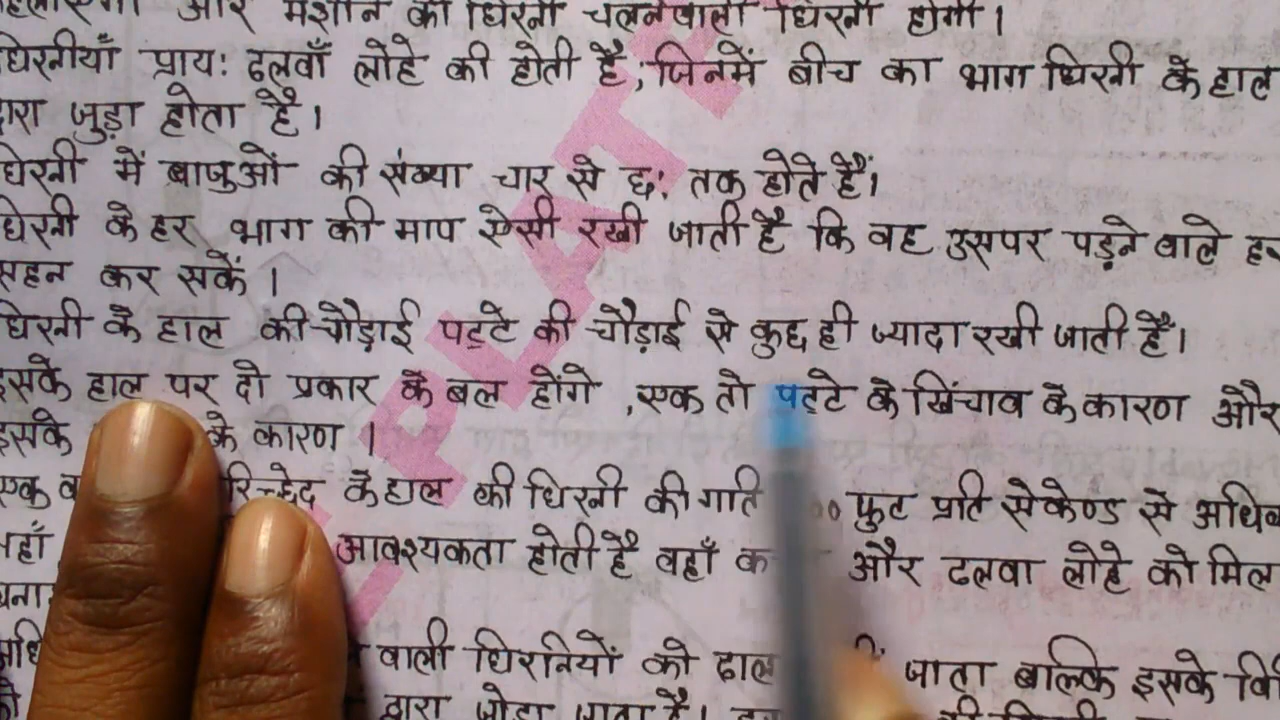 और मशीन की घिरनी चलनेवाली घिरनी होगी।
घिरनीयाँ प्राय: ढलवाँ लोहे की होती है, जिनमें बीच का भाग घिरनी के हाल
द्वारा जुड़ा होता है।
घिरनी में बाजुओं की संख्या चार से छ: तक होते हैं।
घिरनी के हर भाग की माप ऐसी रखी जाती है कि वह उसपर पड़ने वाले
सहन कर सकें।
घिरनी के हाल की चौड़ाई पट्टे की चौड़ाई से कुछ ही ज्यादा रखी जाती हैं।
इसके हाल पर दो प्रकार के बल होंगे, एक तो पट्टे के खिंचाव के कारण और
इसके के कारण ।
एक के हाल की घिरनी की गति फुट प्रति सेकेण्ड से
आवश्यकता होती है वहाँ और ढलवा लोहे को मिल
वाली घिरनियों को जाता बल्कि इसके
द्वारा जोड़ा जाता है।
PLATE